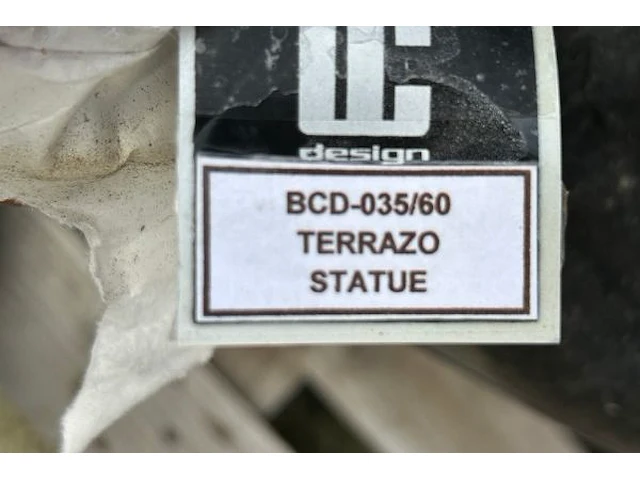 design
BCD-035/60
TERRAZO
STATUE